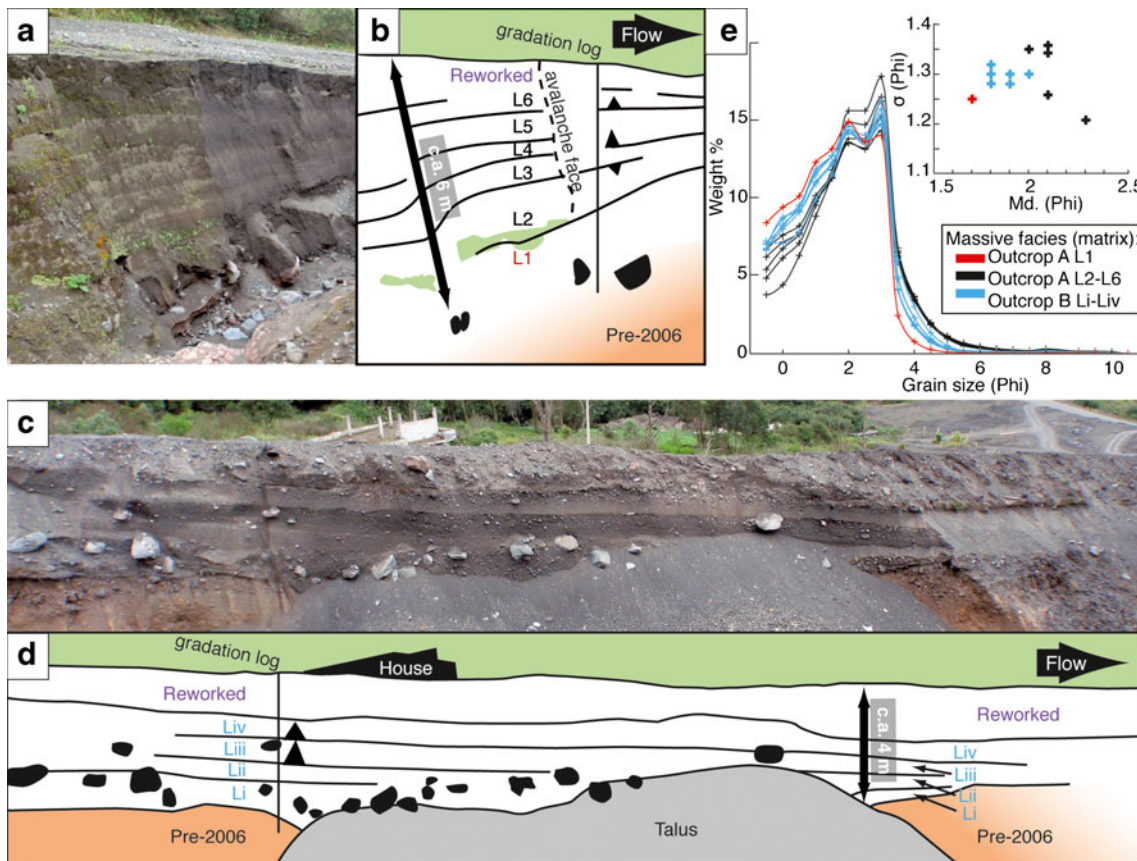 a
b
gradation log
Flow
Reworked
avalanche face
L6
L5
L4
L3
c.a. 6 m
L2
L1
Pre-2006
e
Weight %
15
10
5
0
0
2
4
6
8
10
Grain size (Phi)
σ (Phi)
1.4
1.3
1.2
1.1
1.5
2
2.5
Md. (Phi)
Massive facies (matrix):
Outcrop A L1
Outcrop A L2-L6
Outcrop B Li-Liv
c
d
gradation log
House
Flow
Reworked
Reworked
c.a. 4 m
Liv
Liii
Lii
Li
Liv
Liii
Lii
Li
Pre-2006
Talus
Pre-2006